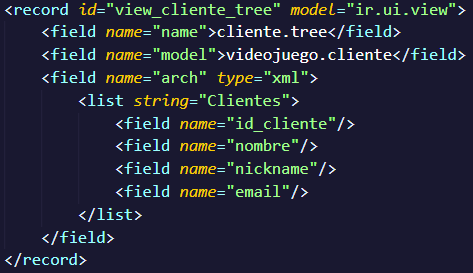 <record id="view_cliente_tree" model="ir.ui.view">
    <field name="name">cliente.tree</field>
    <field name="model">videojuego.cliente</field>
    <field name="arch" type="xml">
        <list string="Clientes">
            <field name="id_cliente"/>
            <field name="nombre"/>
            <field name="nickname"/>
            <field name="email"/>
        </list>
    </field>
</record>